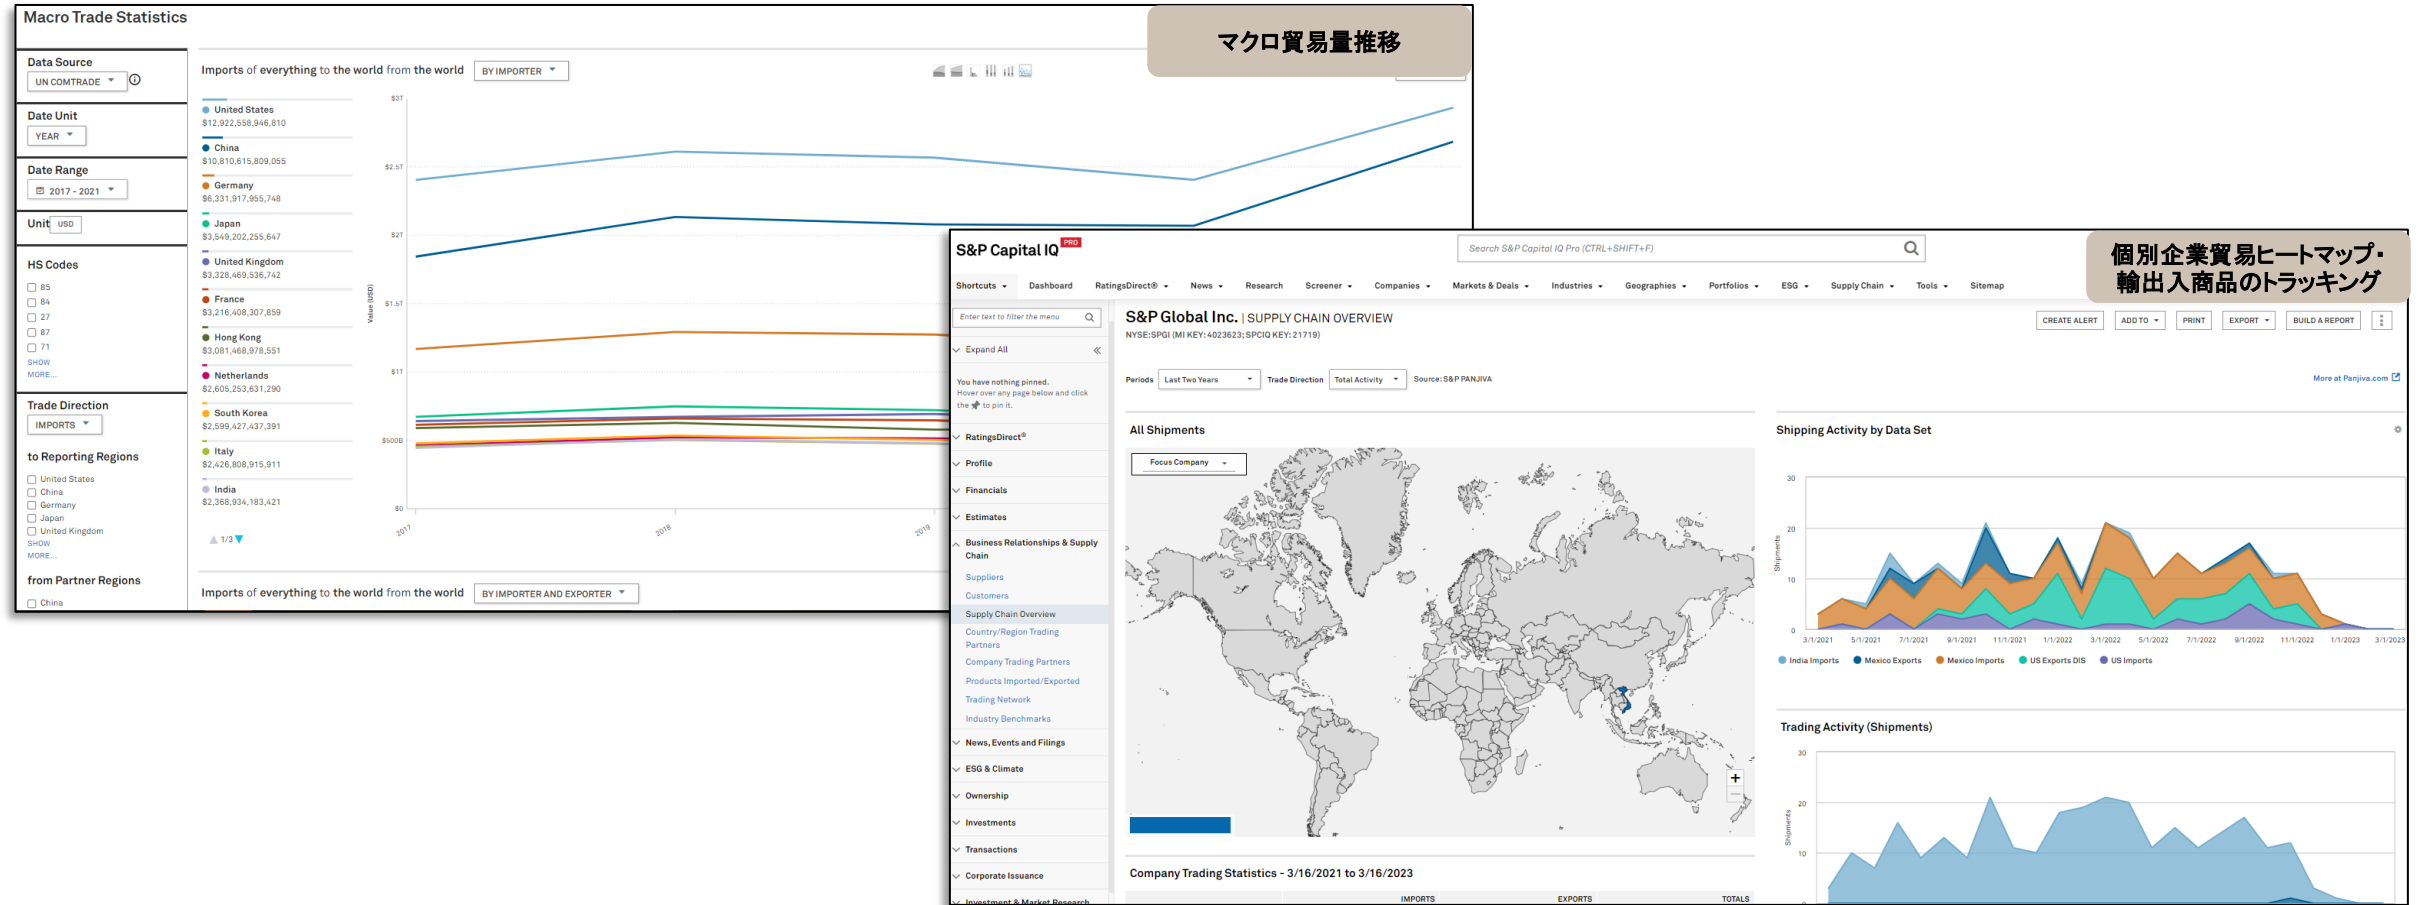 Macro Trade Statistics
マクロ貿易量推移
Data Source
UN COMTRADE
Date Unit
YEAR
Date Range
2017 - 2021
Unit USD
HS Codes
85
84
27
87
71
SHOW
MORE...
Trade Direction
IMPORTS
to Reporting Regions
United States
China
Germany
Japan
United Kingdom
SHOW
MORE...
from Partner Regions
China
Imports of everything to the world from the world BY IMPORTER
United States
$12,922,558,946,810
China
$10,810,615,809,055
Germany
$6,331,917,955,748
Japan
$3,549,202,255,647
United Kingdom
$3,328,469,536,742
France
$3,216,408,307,859
Hong Kong
$3,081,468,978,551
Netherlands
$2,605,253,631,290
South Korea
$2,599,427,437,391
Italy
$2,426,808,915,911
India
$2,368,934,183,421
1/3
Value (USD)
$3T
$2.5T
$2T
$1.5T
$1T
$500B
$0
2017
2018
2019
Imports of everything to the world from the world BY IMPORTER AND EXPORTER
S&P Capital IQ PRO
Search S&P Capital IQ Pro (CTRL+SHIFT+F)
個別企業貿易ヒートマップ・
輸出入商品のトラッキング
Shortcuts Dashboard RatingsDirect® News Research Screener Companies Markets & Deals Industries Geographies Portfolios ESG Supply Chain Tools Sitemap
Enter text to filter the menu
Expand All
You have nothing pinned.
Hover over any page below and click
the to pin it.
RatingsDirect®
Profile
Financials
Estimates
Business Relationships & Supply
Chain
Suppliers
Customers
Supply Chain Overview
Country/Region Trading
Partners
Company Trading Partners
Products Imported/Exported
Trading Network
Industry Benchmarks
News, Events and Filings
ESG & Climate
Ownership
Investments
Transactions
Corporate Issuance
Investment & Market Research
S&P Global Inc. | SUPPLY CHAIN OVERVIEW
NYSE:SPGI (MI KEY: 4023623; SPCIQ KEY: 21719)
CREATE ALERT ADD TO PRINT EXPORT BUILD A REPORT
Periods Last Two Years Trade Direction Total Activity Source: S&P PANJIVA
More at Panjiva.com
All Shipments
Focus Company
+
−
Company Trading Statistics - 3/16/2021 to 3/16/2023
IMPORTS EXPORTS TOTALS
Shipping Activity by Data Set
Shipments
30
20
10
0
3/1/2021 5/1/2021 7/1/2021 9/1/2021 11/1/2021 1/1/2022 3/1/2022 5/1/2022 7/1/2022 9/1/2022 11/1/2022 1/1/2023 3/1/2023
India Imports Mexico Exports Mexico Imports US Exports DIS US Imports
Trading Activity (Shipments)
Shipments
30
20
10
0